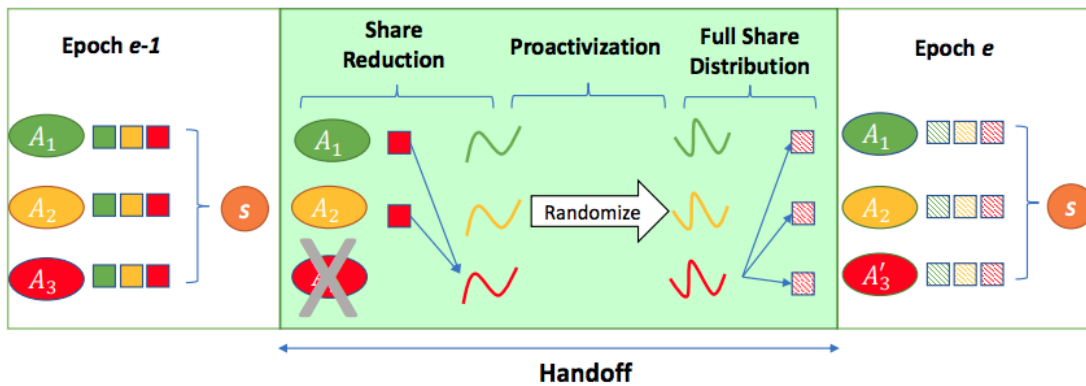 Epoch e-1
Share
Reduction
Proactivization
Full Share
Distribution
Epoch e
A₁
A₂
A₃
s
A₁
A₂
Randomize
A₁
A₂
A′₃
s
Handoff